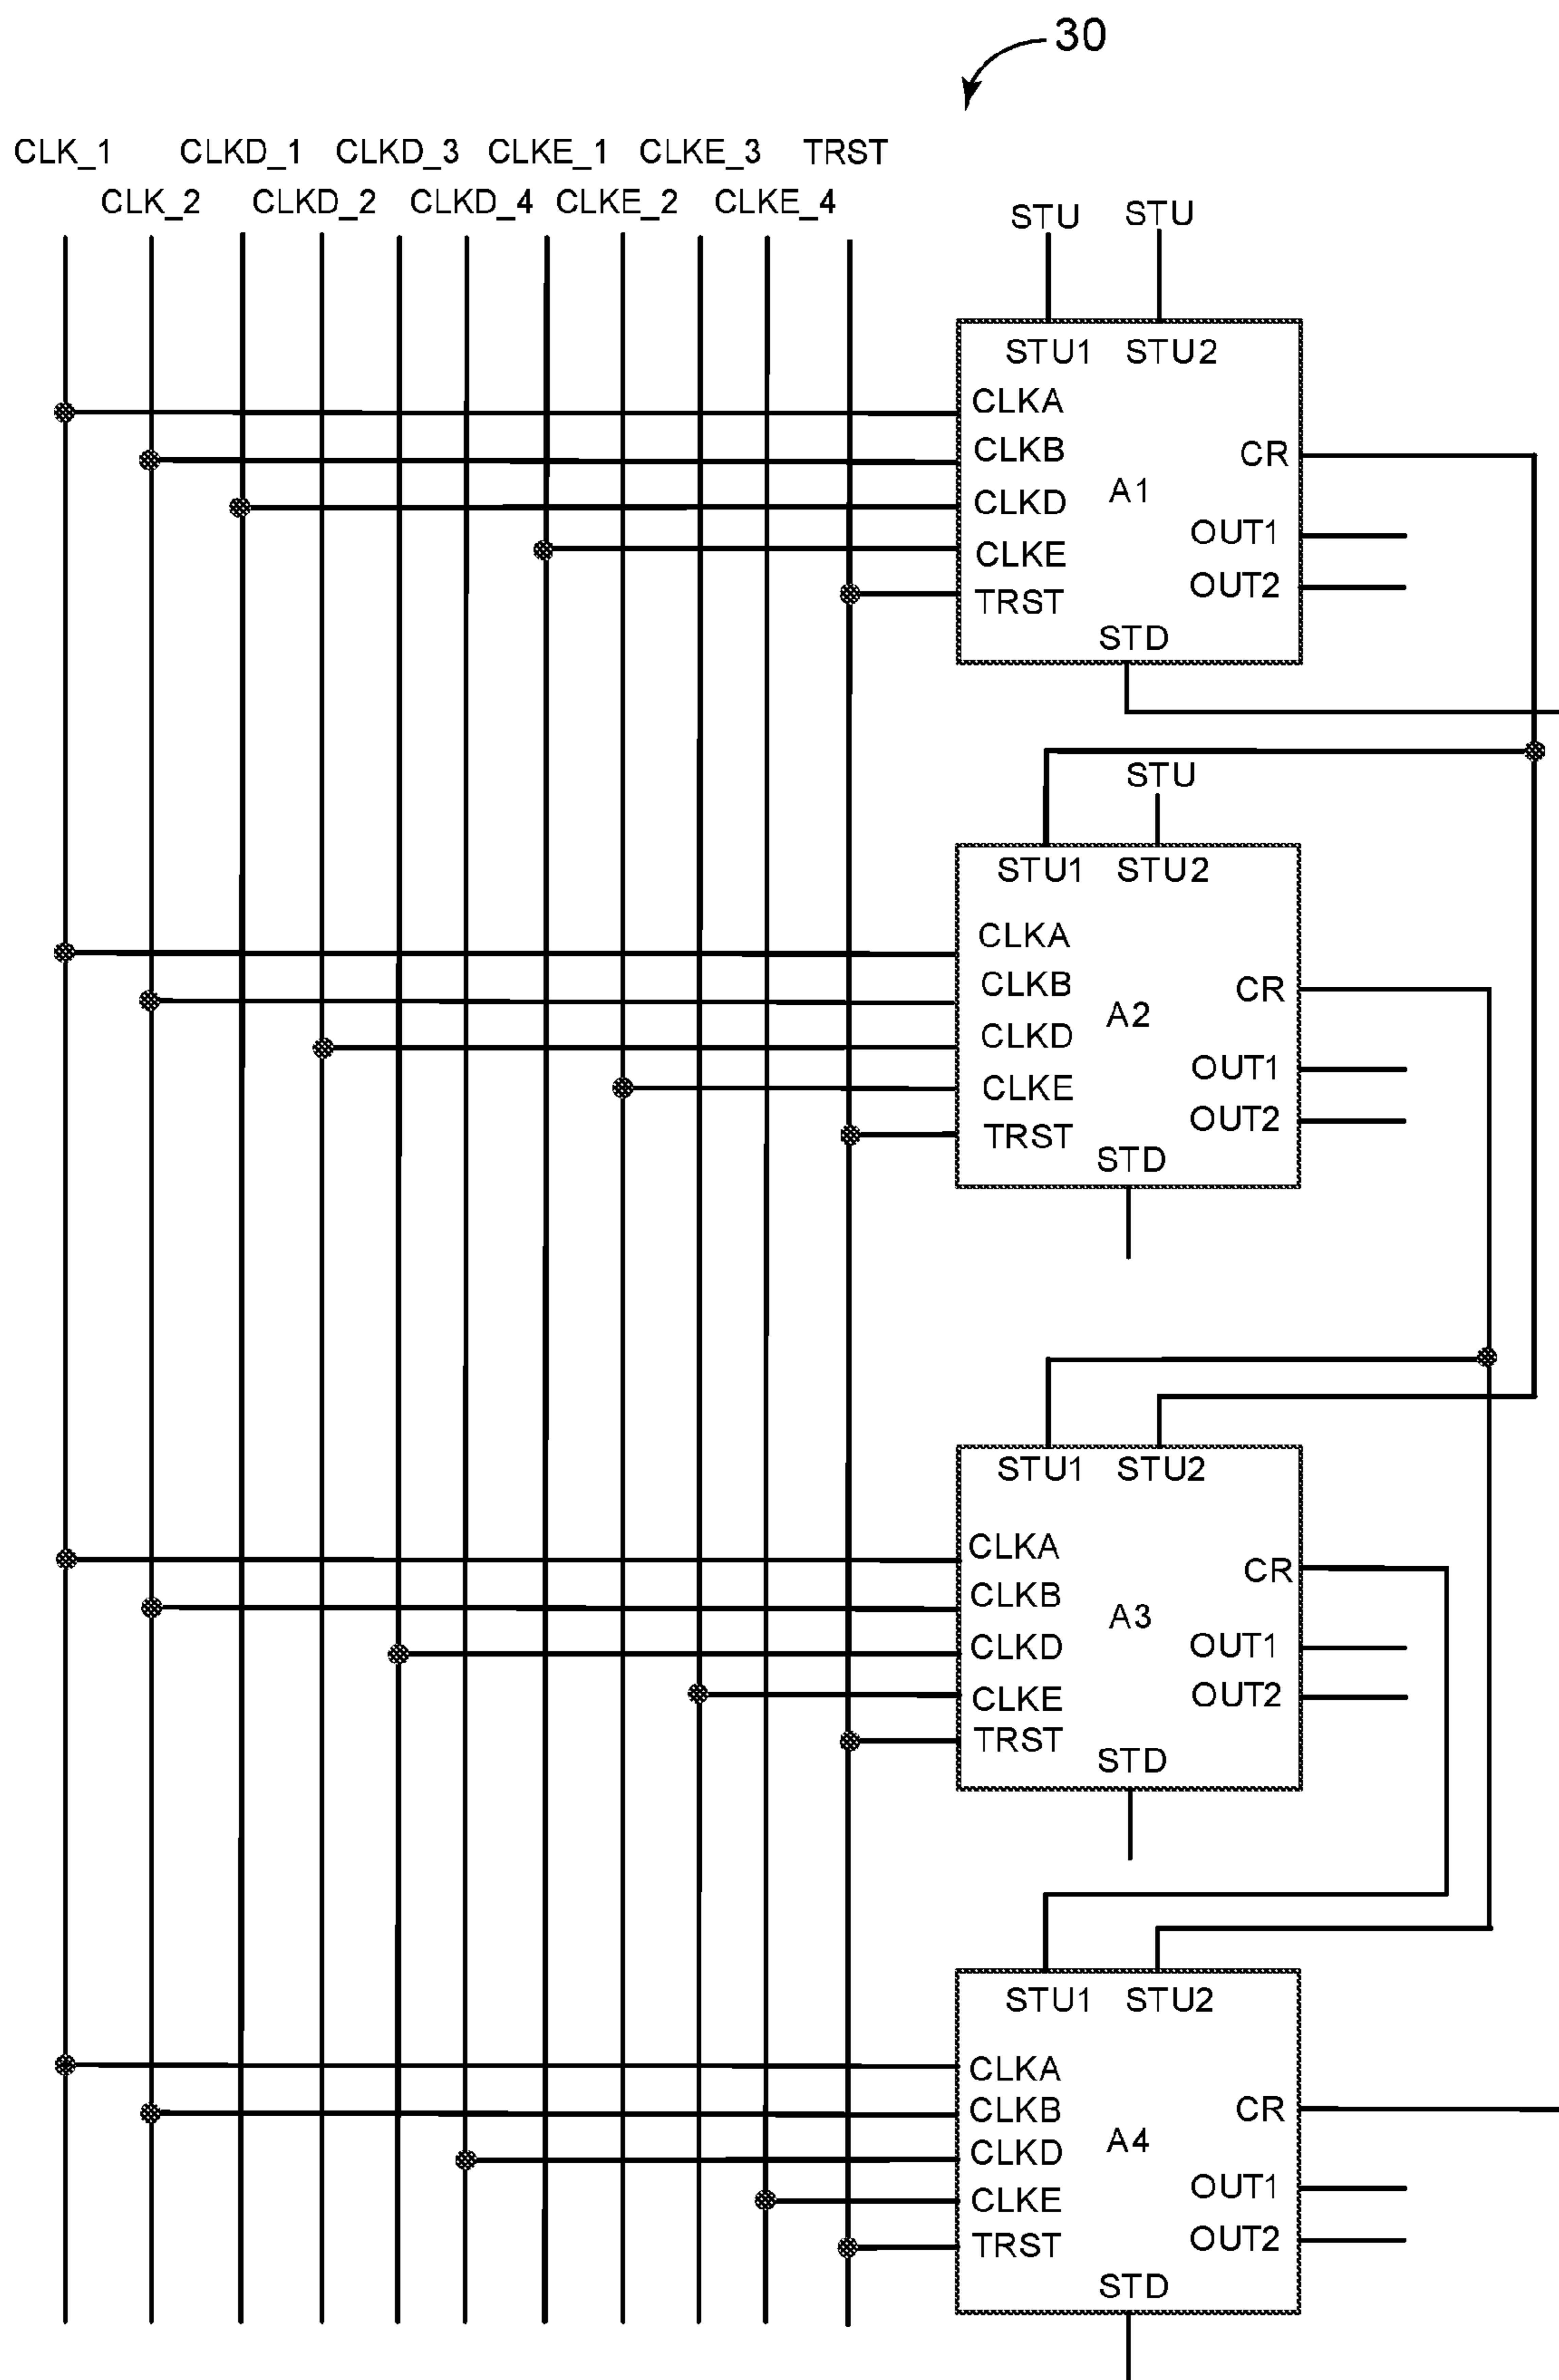 30
CLK_1 CLKD_1 CLKD_3 CLKE_1 CLKE_3 TRST
CLK_2 CLKD_2 CLKD_4 CLKE_2 CLKE_4
STU STU
STU1 STU2
CLKA
CLKB
CR
A1
CLKD
OUT1
CLKE
OUT2
TRST
STD
STU
STU1 STU2
CLKA
CLKB
CR
A2
CLKD
OUT1
CLKE
OUT2
TRST
STD
STU1 STU2
CLKA
CR
CLKB
A3
CLKD
OUT1
CLKE
OUT2
TRST
STD
STU1 STU2
CLKA
CLKB
CR
A4
CLKD
OUT1
CLKE
OUT2
TRST
STD